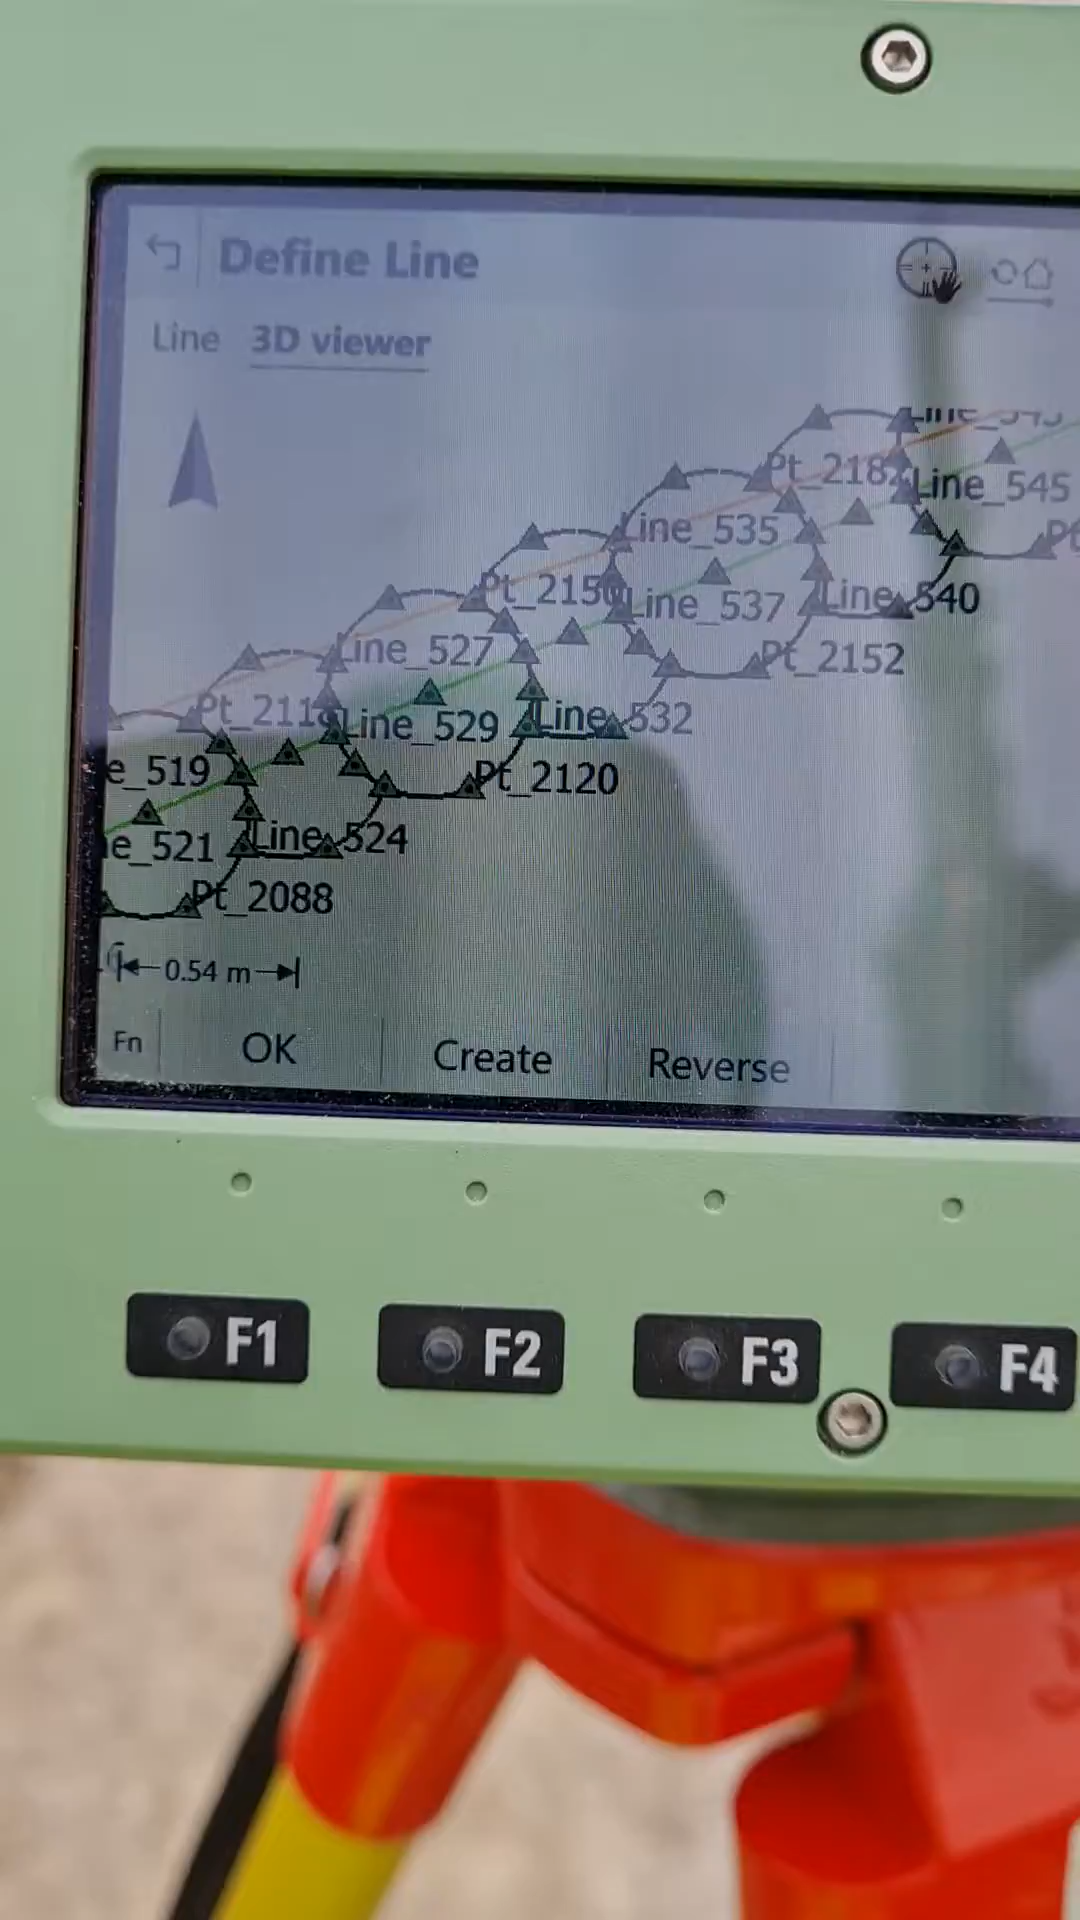 Define Line
Line 3D viewer
Pt_2182
Line_545
Line_535
Pt_2150
Line_537
Line_540
Line_527
Pt_2152
Line_529
Line_532
e_519
Pt_2120
e_521
Line_524
Pt_2088
0.54 m
Fn OK Create Reverse
F1 F2 F3 F4